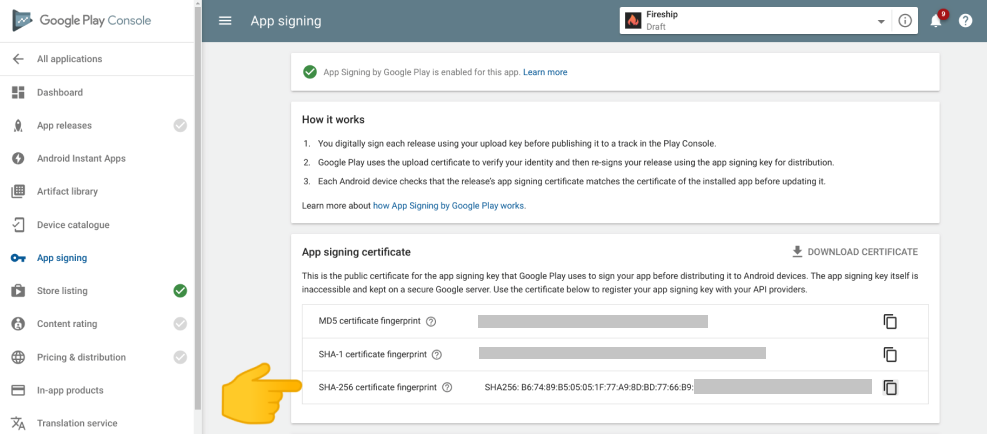 Google Play Console
All applications
Dashboard
App releases
Android Instant Apps
Artifact library
Device catalogue
App signing
Store listing
Content rating
Pricing & distribution
In-app products
Translation service
App signing
Fireship
Draft
9
App Signing by Google Play is enabled for this app. Learn more
How it works
1. You digitally sign each release using your upload key before publishing it to a track in the Play Console.
2. Google Play uses the upload certificate to verify your identity and then re-signs your release using the app signing key for distribution.
3. Each Android device checks that the release's app signing certificate matches the certificate of the installed app before updating it.
Learn more about how App Signing by Google Play works.
App signing certificate
DOWNLOAD CERTIFICATE
This is the public certificate for the app signing key that Google Play uses to sign your app before distributing it to Android devices. The app signing key itself is
inaccessible and kept on a secure Google server. Use the certificate below to register your app signing key with your API providers.
MD5 certificate fingerprint
SHA-1 certificate fingerprint
SHA-256 certificate fingerprint SHA256: B6:74:89:B5:05:05:1F:77:A9:8D:BD:77:66:B9: